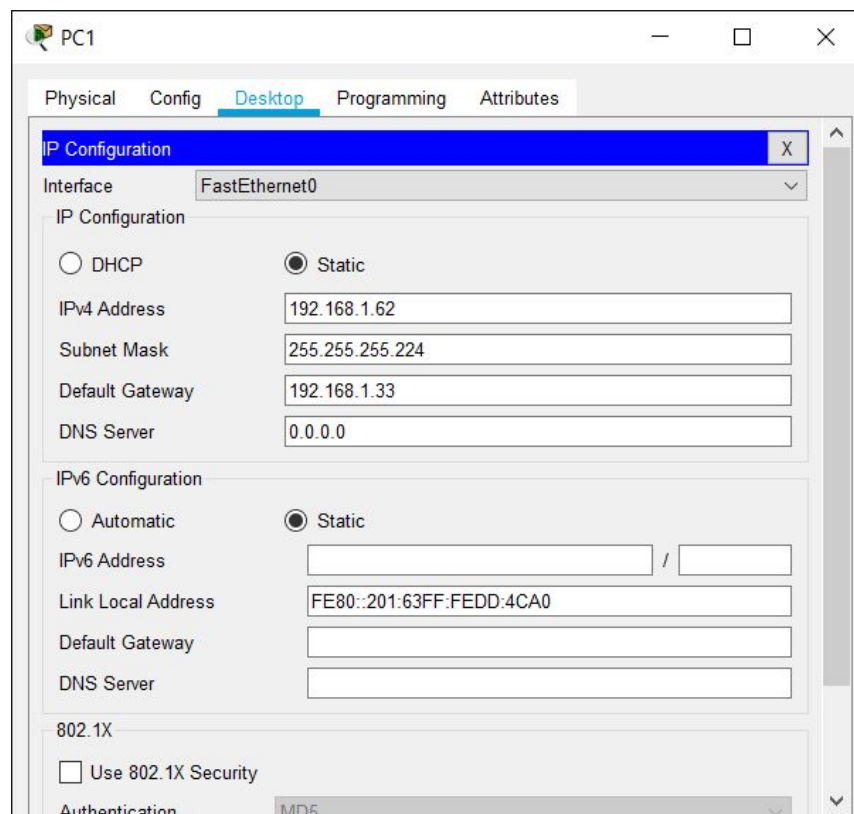 PC1
Physical Config Desktop Programming Attributes
IP Configuration X
Interface FastEthernet0
IP Configuration
DHCP Static
IPv4 Address 192.168.1.62
Subnet Mask 255.255.255.224
Default Gateway 192.168.1.33
DNS Server 0.0.0.0
IPv6 Configuration
Automatic Static
IPv6 Address /
Link Local Address FE80::201:63FF:FEDD:4CA0
Default Gateway
DNS Server
802.1X
Use 802.1X Security
Authentication MD5